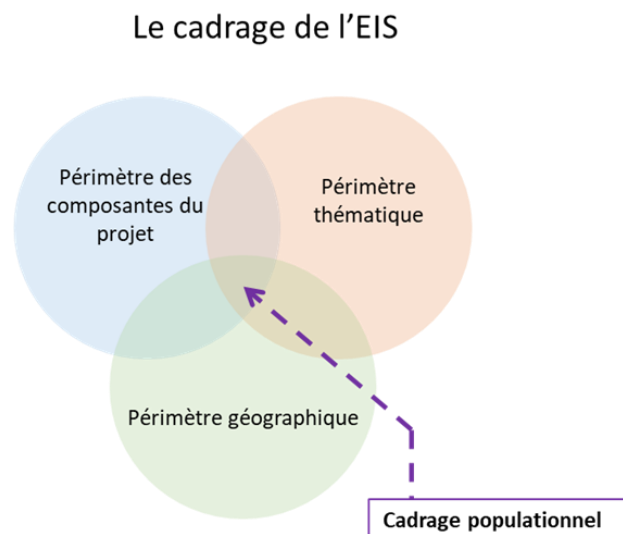 Le cadrage de l'EIS
Périmètre des
composantes du
projet
Périmètre
thématique
Périmètre géographique
Cadrage populationnel